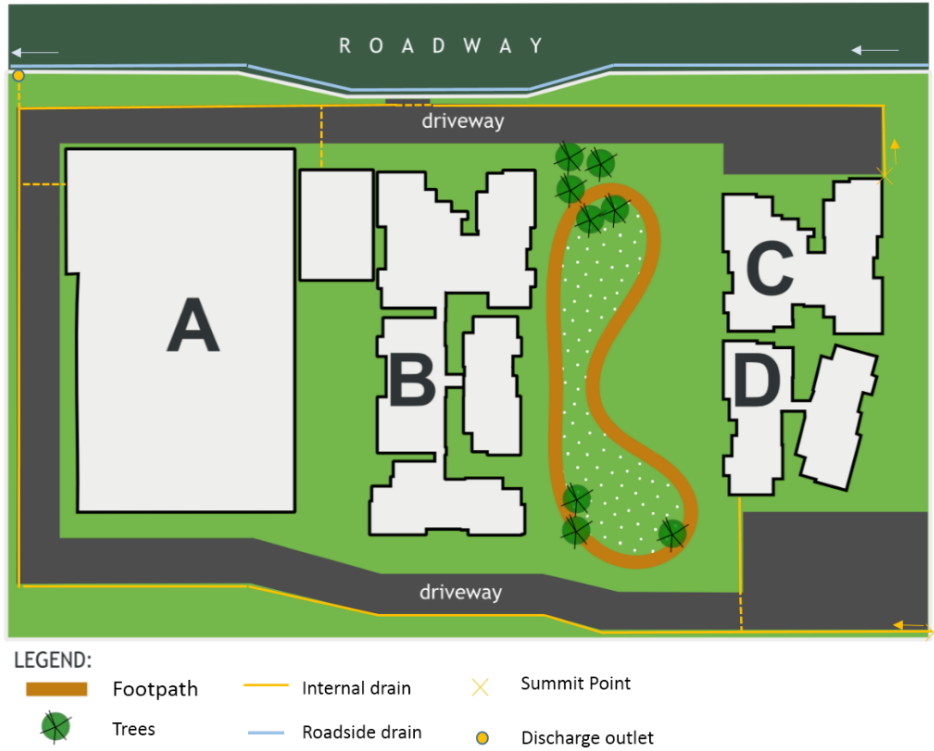 ROADWAY
driveway
A
B
C
D
driveway
LEGEND:
Footpath
Internal drain
Summit Point
Trees
Roadside drain
Discharge outlet